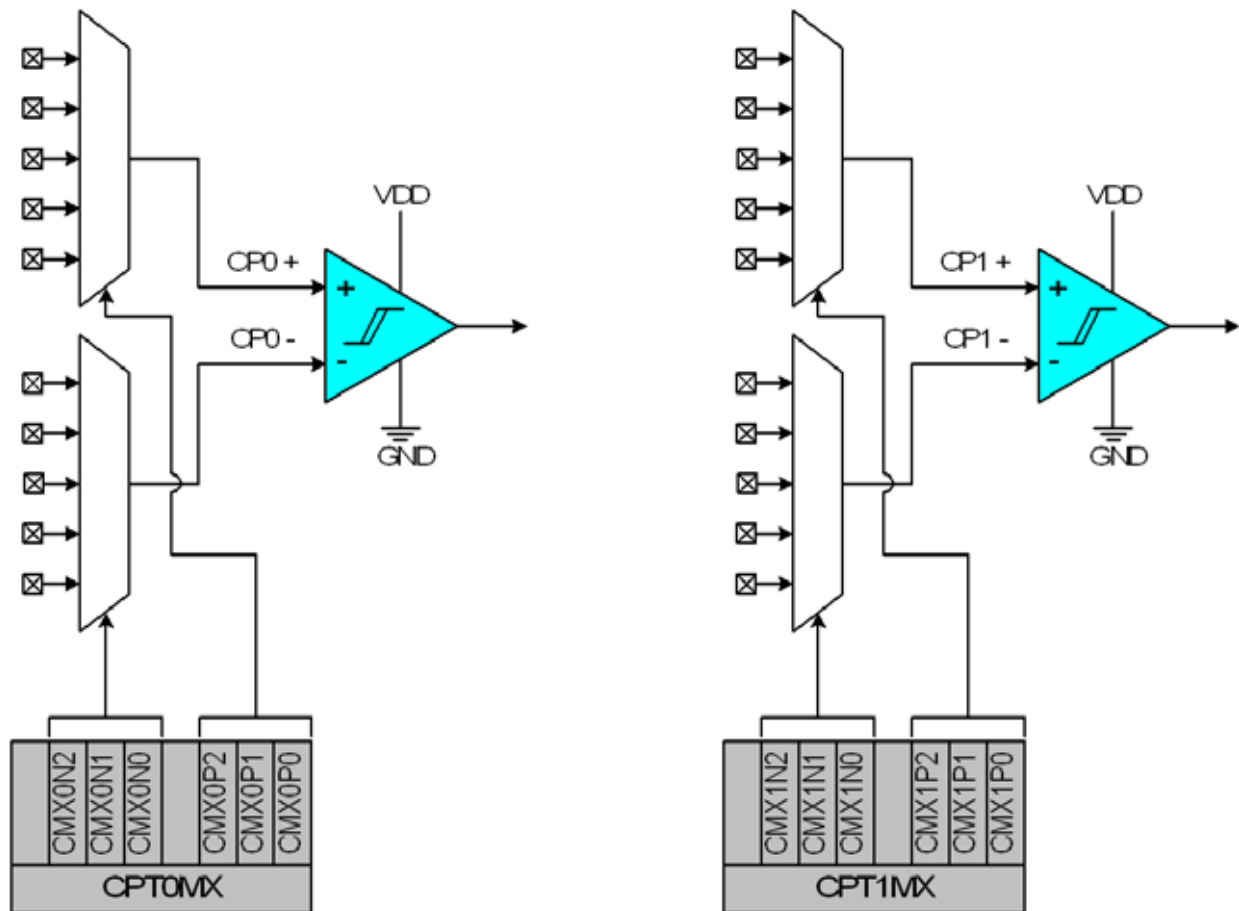 VDD
CP0 +
+
CP0 -
-
GND
CMX0N2
CMX0N1
CMX0N0
CMX0P2
CMX0P1
CMX0P0
CPT0MX
VDD
CP1 +
+
CP1 -
-
GND
CMX1N2
CMX1N1
CMX1N0
CMX1P2
CMX1P1
CMX1P0
CPT1MX